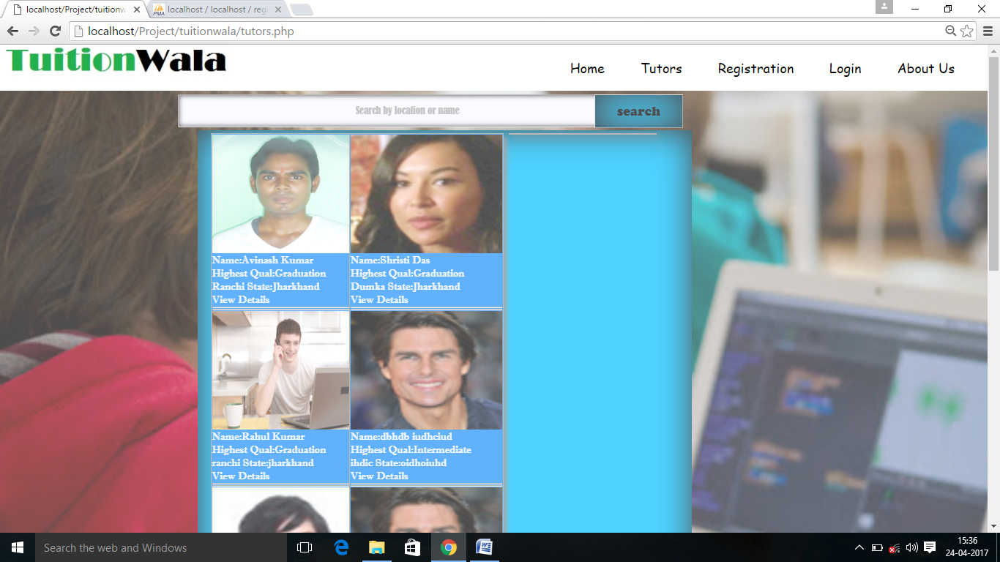 localhost/Project/tuitionw
localhost / localhost / reg
localhost/Project/tuitionwala/tutors.php
TuitionWala
Home Tutors Registration Login About Us
Search by location or name
search
Name:Avinash Kumar
Highest Qual:Graduation
Ranchi State:Jharkhand
View Details
Name:Shristi Das
Highest Qual:Graduation
Dumka State:Jharkhand
View Details
Name:Rahul Kumar
Highest Qual:Graduation
ranchi State:jharkhand
View Details
Name:dbhdb iudhciud
Highest Qual:Intermediate
ihdic State:oidhoiuhd
View Details
Search the web and Windows
15:36
24-04-2017